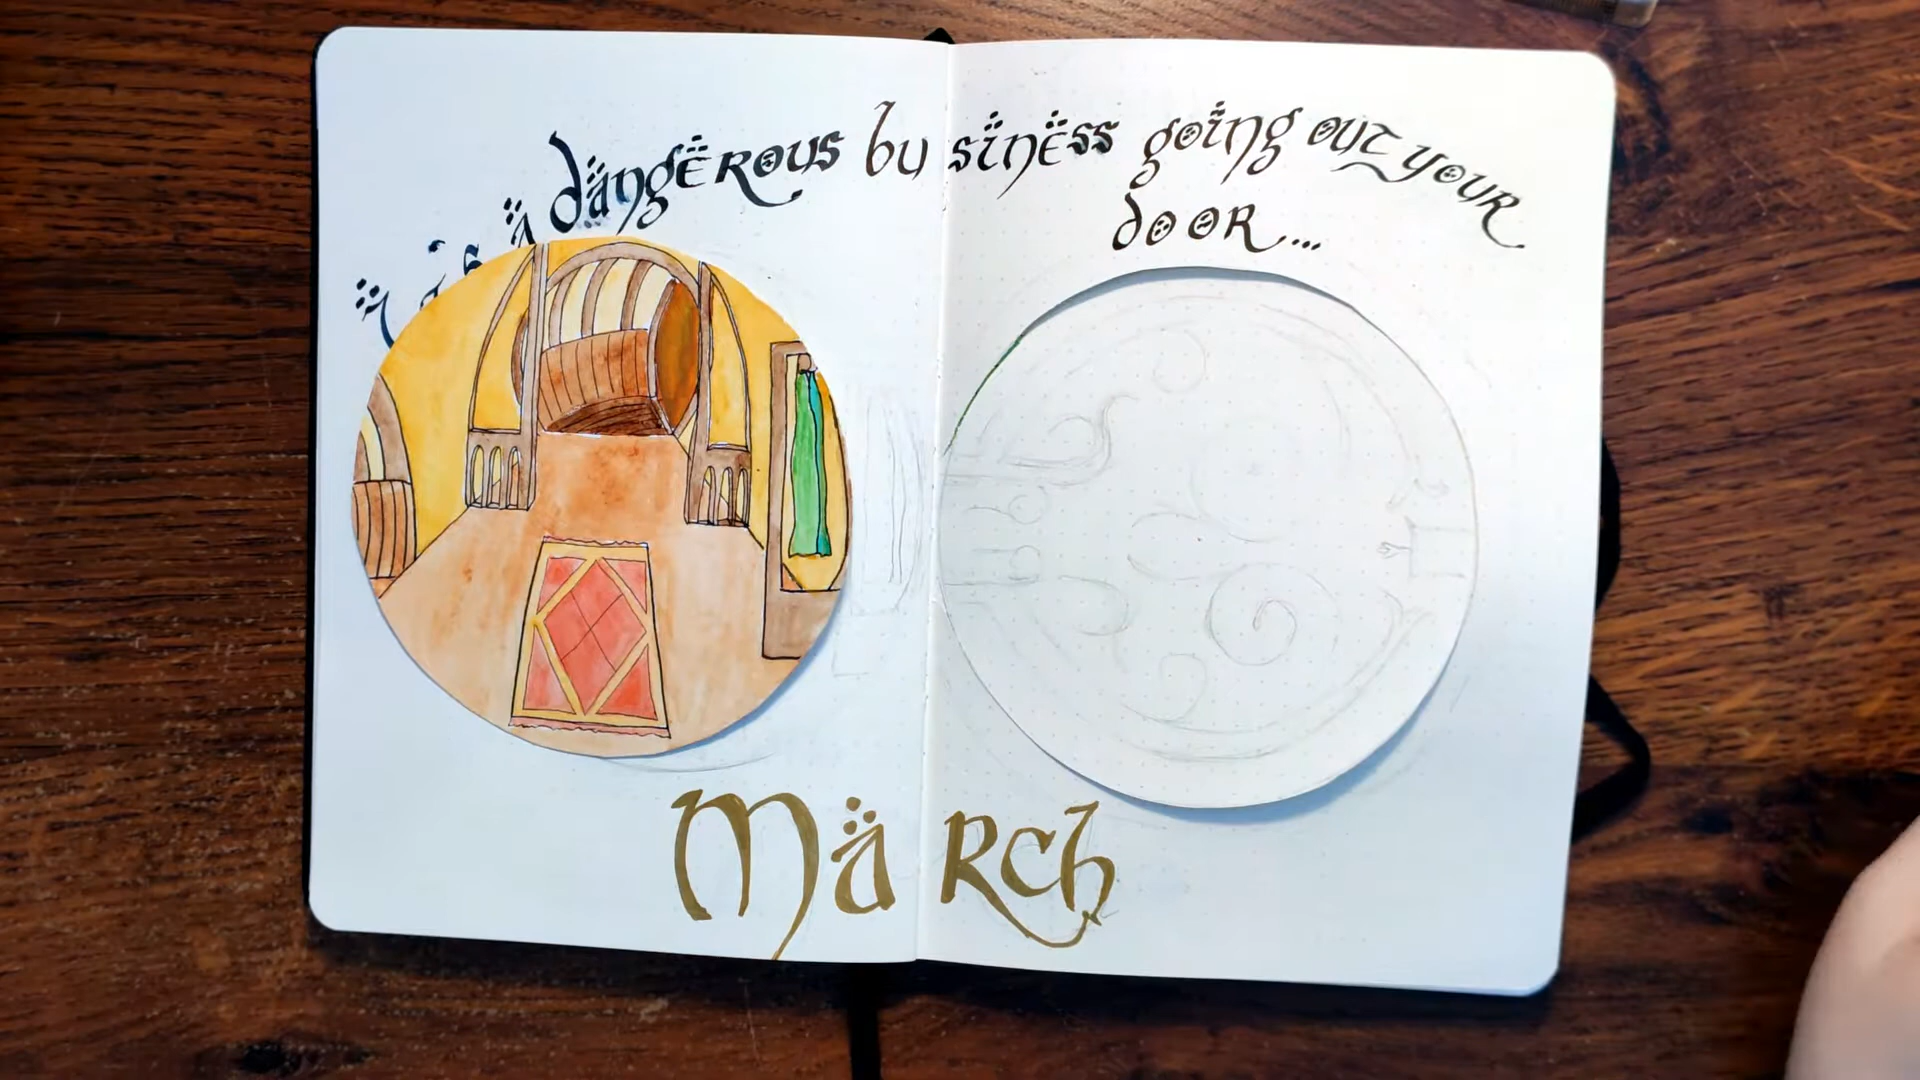 a dangerous business going out your
door...
March